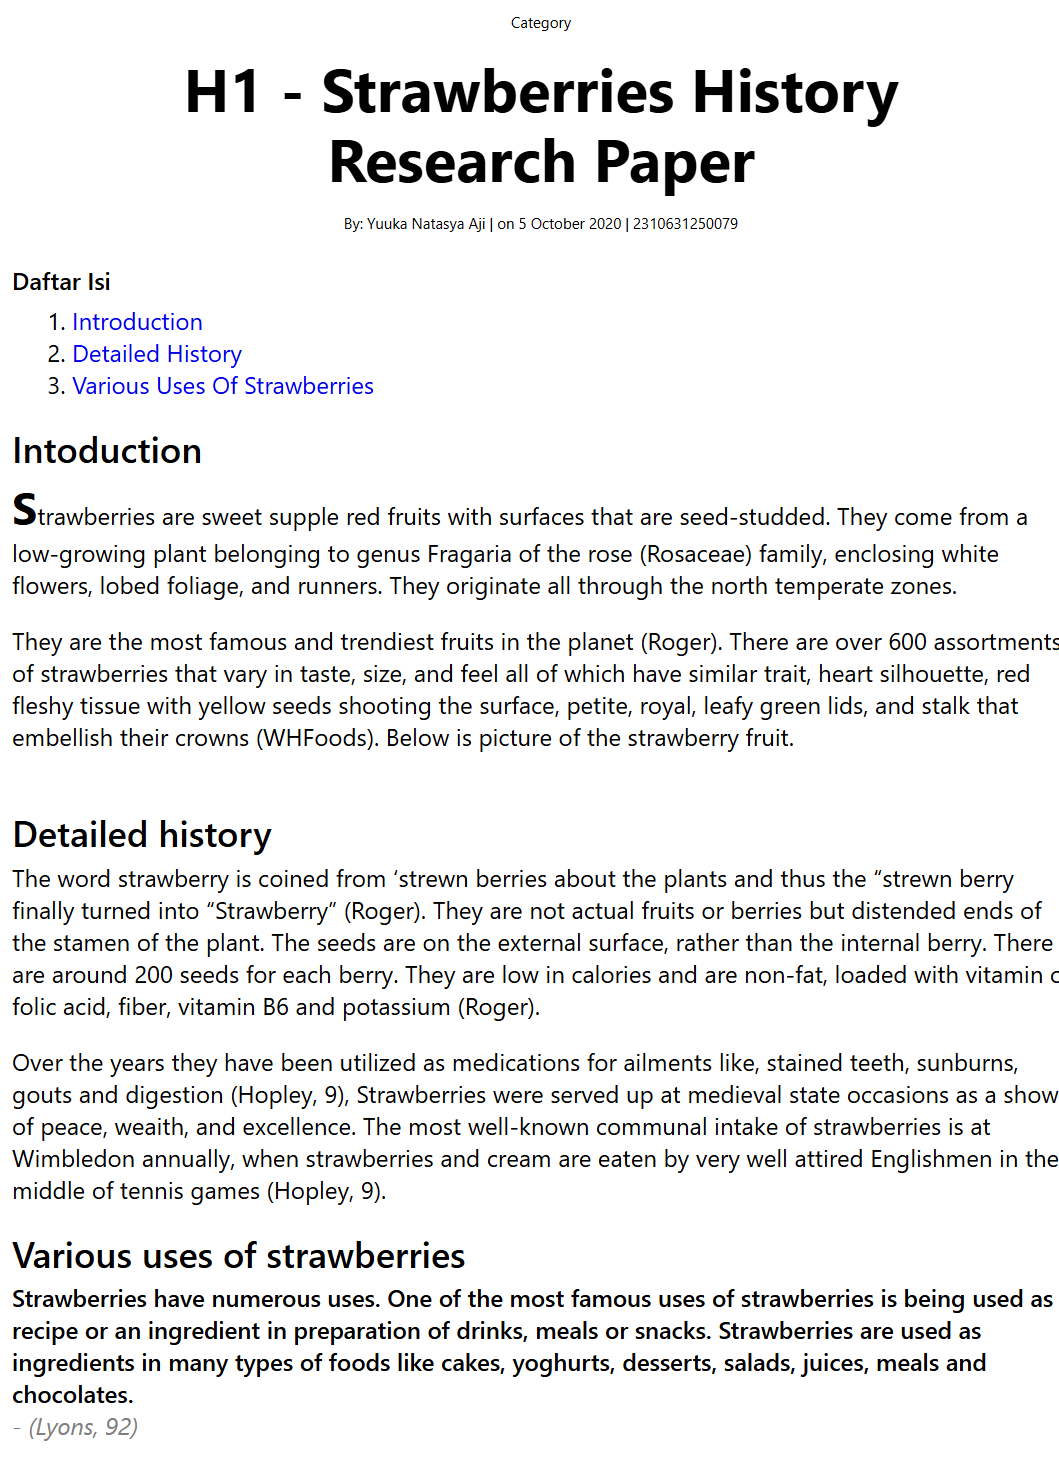 Category
H1 - Strawberries History
Research Paper
By: Yuuka Natasya Aji | on 5 October 2020 | 2310631250079
Daftar Isi
1. Introduction
2. Detailed History
3. Various Uses Of Strawberries
Intoduction
Strawberries are sweet supple red fruits with surfaces that are seed-studded. They come from a
low-growing plant belonging to genus Fragaria of the rose (Rosaceae) family, enclosing white
flowers, lobed foliage, and runners. They originate all through the north temperate zones.
They are the most famous and trendiest fruits in the planet (Roger). There are over 600 assortments
of strawberries that vary in taste, size, and feel all of which have similar trait, heart silhouette, red
fleshy tissue with yellow seeds shooting the surface, petite, royal, leafy green lids, and stalk that
embellish their crowns (WHFoods). Below is picture of the strawberry fruit.
Detailed history
The word strawberry is coined from ‘strewn berries about the plants and thus the “strewn berry
finally turned into “Strawberry” (Roger). They are not actual fruits or berries but distended ends of
the stamen of the plant. The seeds are on the external surface, rather than the internal berry. There
are around 200 seeds for each berry. They are low in calories and are non-fat, loaded with vitamin c
folic acid, fiber, vitamin B6 and potassium (Roger).
Over the years they have been utilized as medications for ailments like, stained teeth, sunburns,
gouts and digestion (Hopley, 9), Strawberries were served up at medieval state occasions as a show
of peace, weaith, and excellence. The most well-known communal intake of strawberries is at
Wimbledon annually, when strawberries and cream are eaten by very well attired Englishmen in the
middle of tennis games (Hopley, 9).
Various uses of strawberries
Strawberries have numerous uses. One of the most famous uses of strawberries is being used as
recipe or an ingredient in preparation of drinks, meals or snacks. Strawberries are used as
ingredients in many types of foods like cakes, yoghurts, desserts, salads, juices, meals and
chocolates.
- (Lyons, 92)